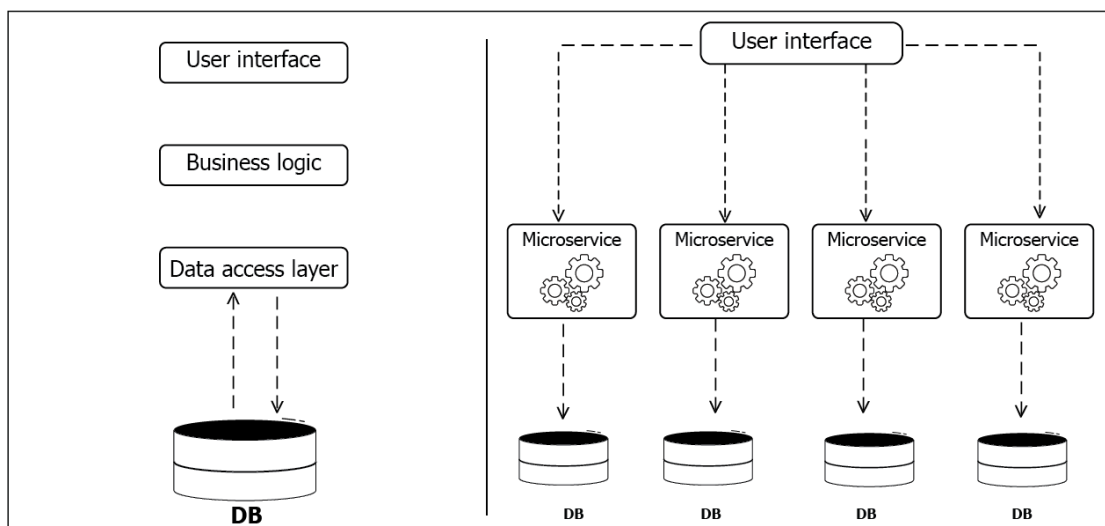 User interface
Business logic
Data access layer
DB
User interface
Microservice
Microservice
Microservice
Microservice
DB
DB
DB
DB